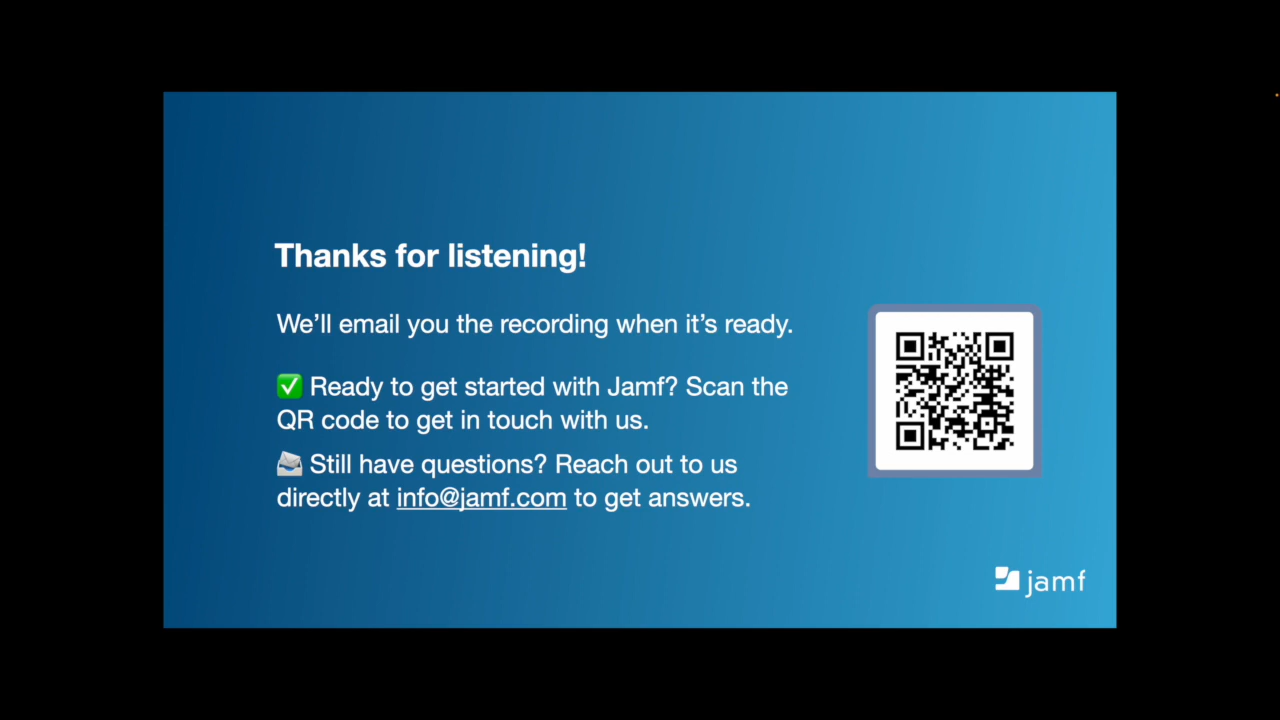 Thanks for listening!
We’ll email you the recording when it’s ready.
✅ Ready to get started with Jamf? Scan the
QR code to get in touch with us.
📨 Still have questions? Reach out to us
directly at info@jamf.com to get answers.
jamf